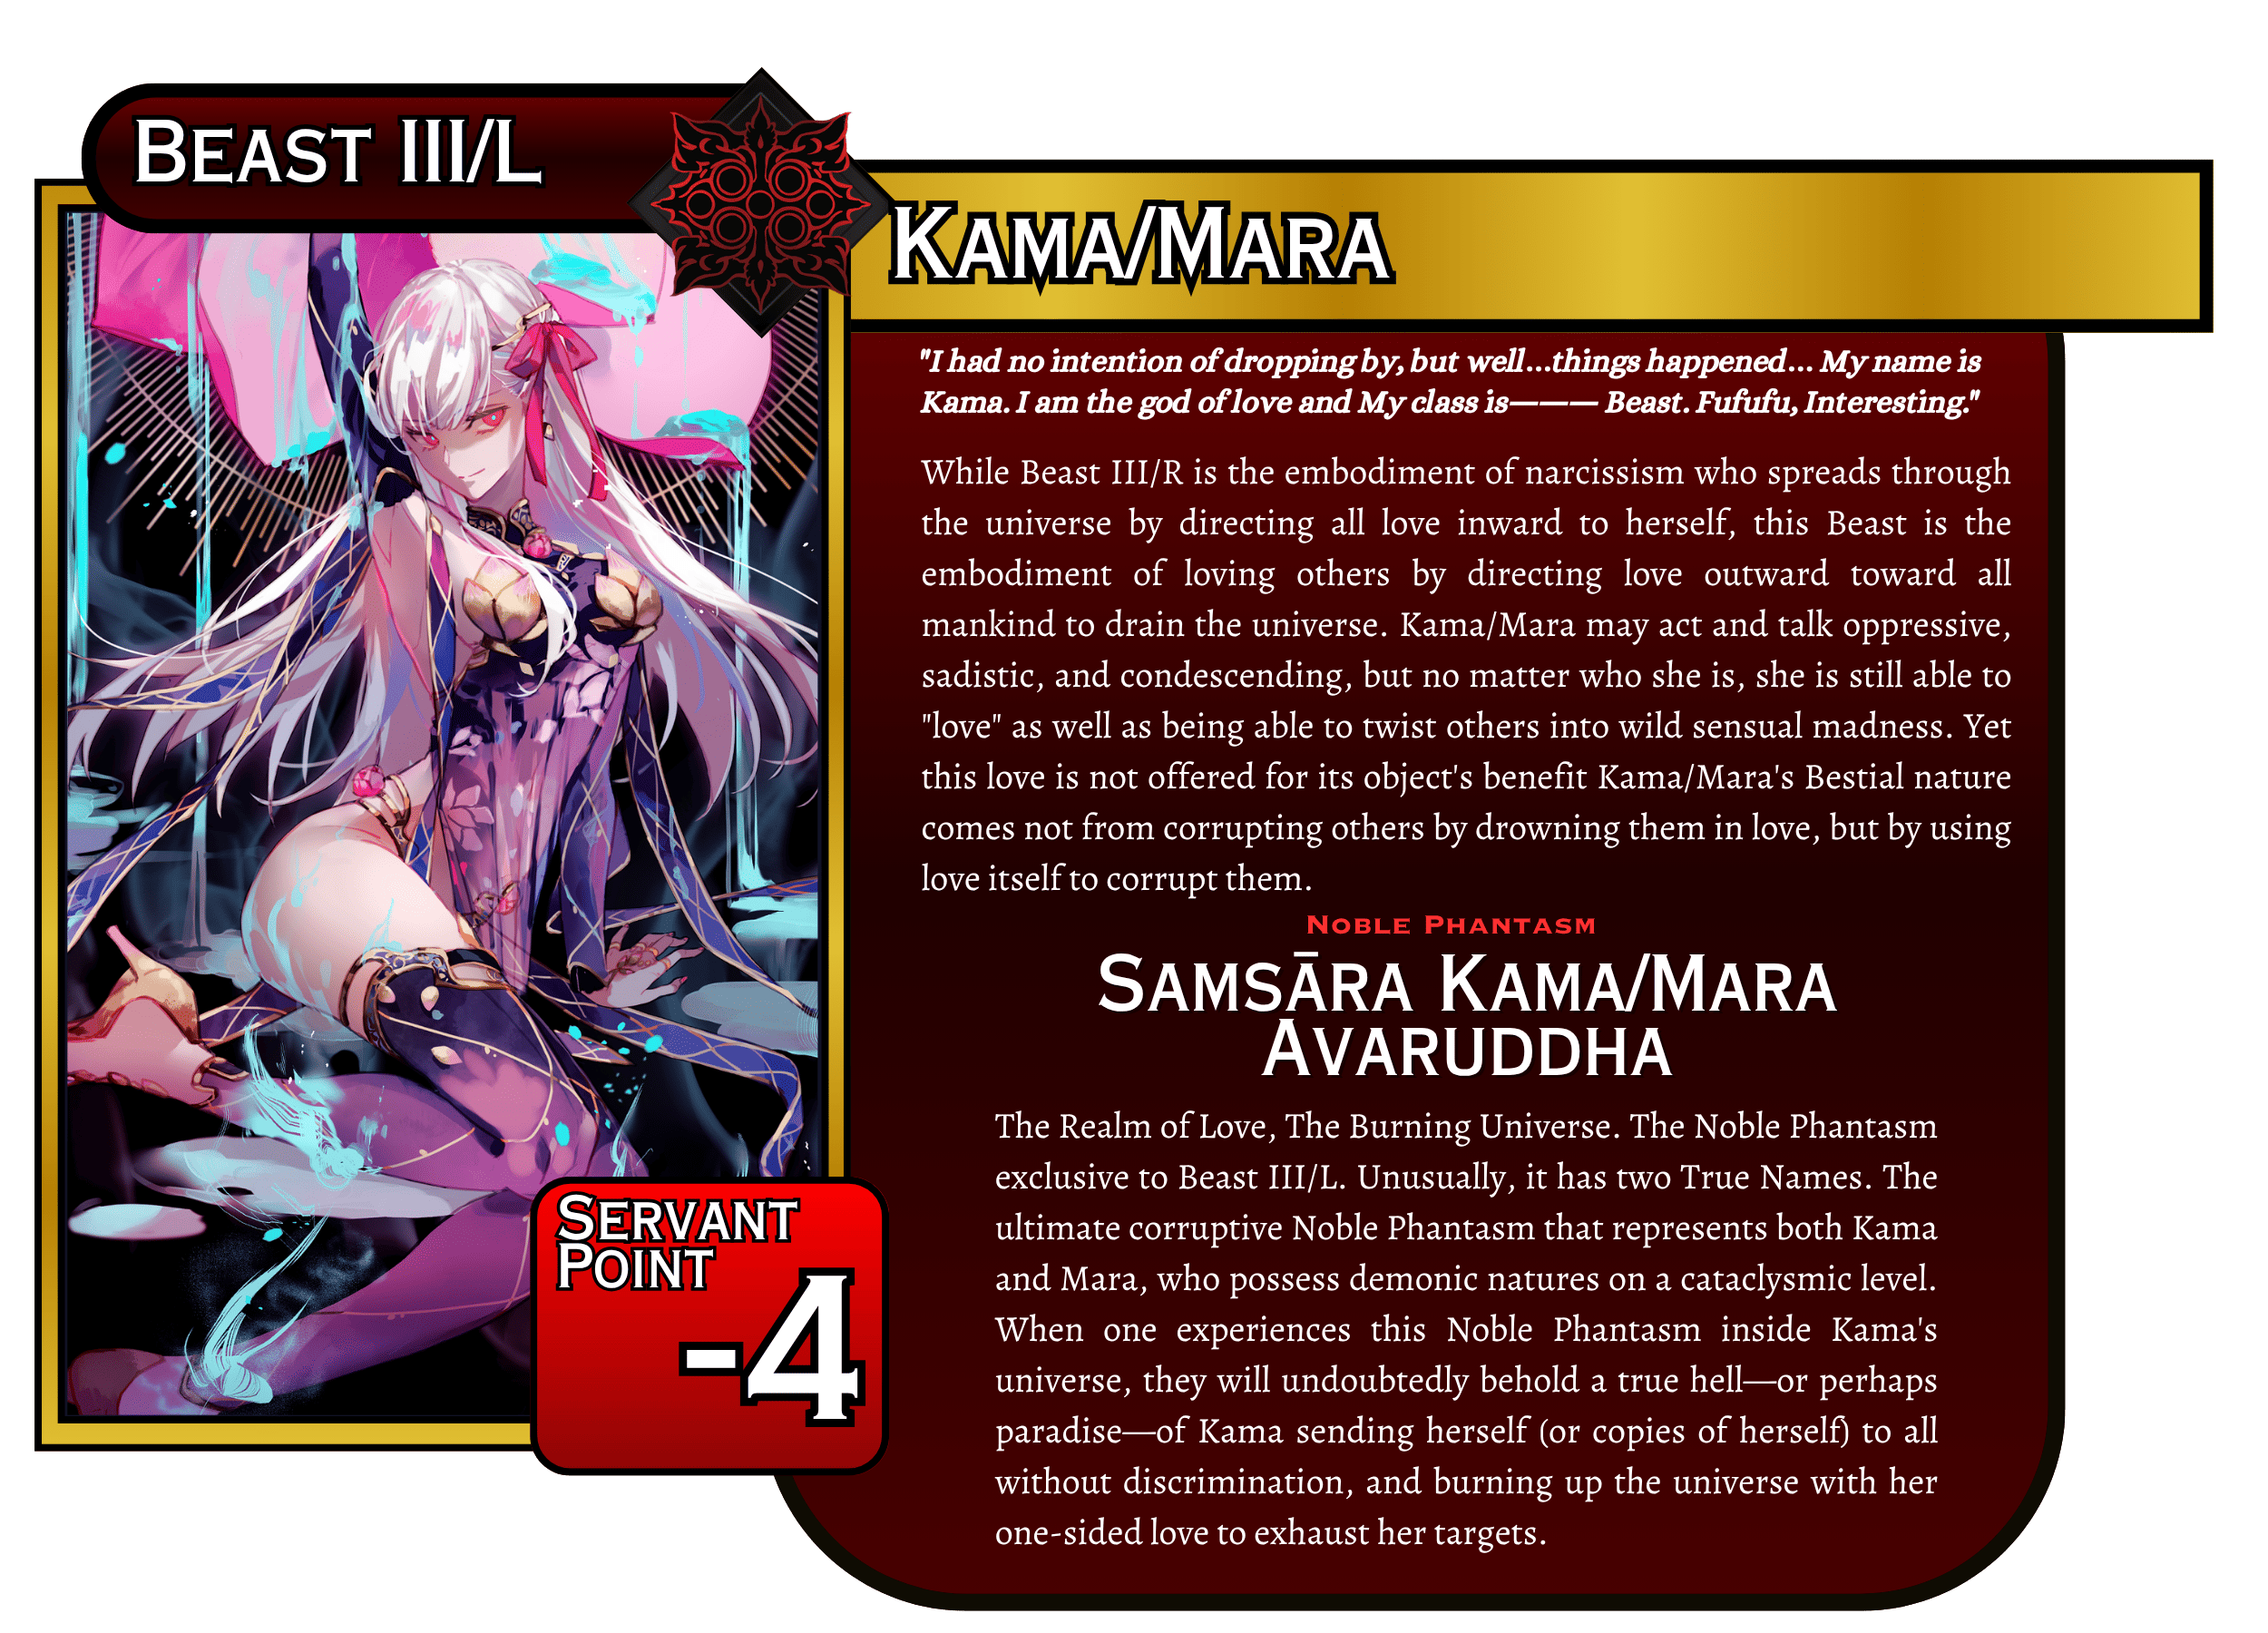 BEAST III/L
KAMA/MARA
"I had no intention of dropping by, but well...things happened... My name is
Kama. I am the god of love and My class is——— Beast. Fufufu, Interesting."
While Beast III/R is the embodiment of narcissism who spreads through
the universe by directing all love inward to herself, this Beast is the
embodiment of loving others by directing love outward toward all
mankind to drain the universe. Kama/Mara may act and talk oppressive,
sadistic, and condescending, but no matter who she is, she is still able to
"love" as well as being able to twist others into wild sensual madness. Yet
this love is not offered for its object's benefit Kama/Mara's Bestial nature
comes not from corrupting others by drowning them in love, but by using
love itself to corrupt them.
NOBLE PHANTASM
SAMSĀRA KAMA/MARA
AVARUDDHA
The Realm of Love, The Burning Universe. The Noble Phantasm
exclusive to Beast III/L. Unusually, it has two True Names. The
ultimate corruptive Noble Phantasm that represents both Kama
and Mara, who possess demonic natures on a cataclysmic level.
When one experiences this Noble Phantasm inside Kama's
universe, they will undoubtedly behold a true hell—or perhaps
paradise—of Kama sending herself (or copies of herself) to all
without discrimination, and burning up the universe with her
one-sided love to exhaust her targets.
SERVANT
POINT
-4